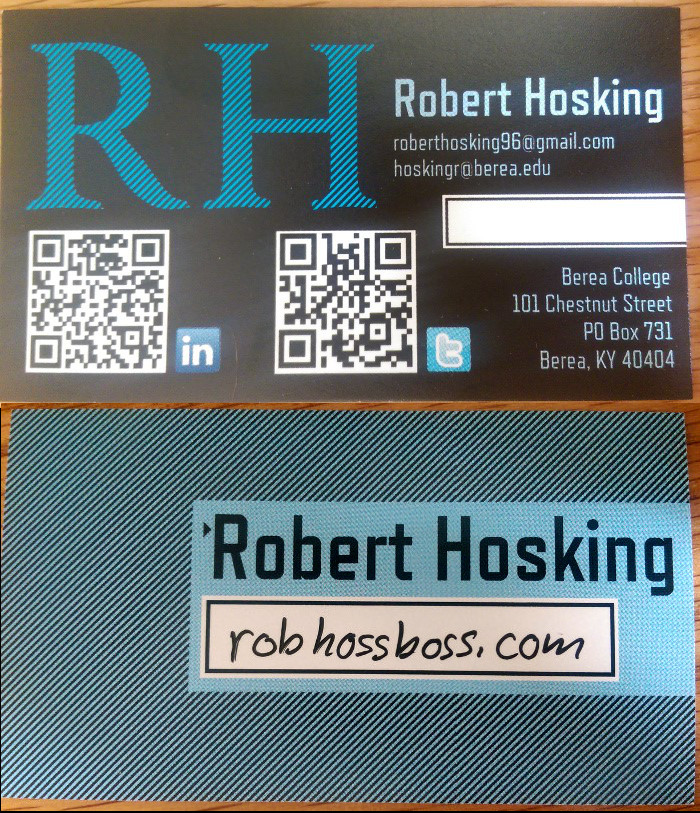 RH
Robert Hosking
roberthosking96@gmail.com
hoskingr@berea.edu
in
t
Berea College
101 Chestnut Street
PO Box 731
Berea, KY 40404
Robert Hosking
robhossboss.com